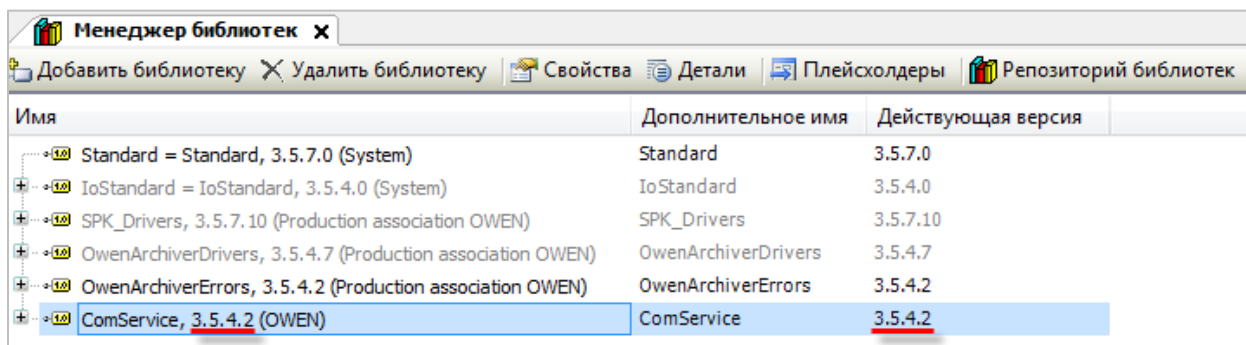 Менеджер библиотек X
Добавить библиотеку Удалить библиотеку Свойства Детали Плейсхолдеры Репозиторий библиотек
Имя Дополнительное имя Действующая версия
Standard = Standard, 3.5.7.0 (System) Standard 3.5.7.0
IoStandard = IoStandard, 3.5.4.0 (System) IoStandard 3.5.4.0
SPK_Drivers, 3.5.7.10 (Production association OWEN) SPK_Drivers 3.5.7.10
OwenArchiverDrivers, 3.5.4.7 (Production association OWEN) OwenArchiverDrivers 3.5.4.7
OwenArchiverErrors, 3.5.4.2 (Production association OWEN) OwenArchiverErrors 3.5.4.2
ComService, 3.5.4.2 (OWEN) ComService 3.5.4.2